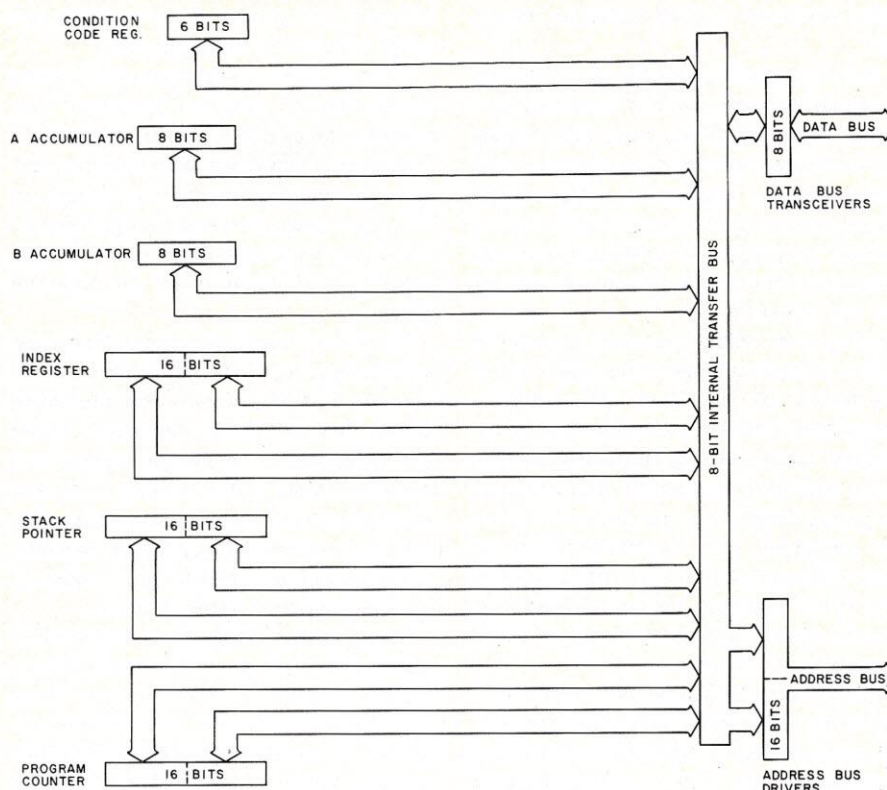 CONDITION
CODE REG.
6 BITS
A ACCUMULATOR
8 BITS
B ACCUMULATOR
8 BITS
INDEX
REGISTER
16 BITS
STACK
POINTER
16 BITS
PROGRAM
COUNTER
16 BITS
8-BIT INTERNAL TRANSFER BUS
8 BITS
DATA BUS
DATA BUS
TRANSCEIVERS
ADDRESS BUS
16 BITS
ADDRESS BUS
DRIVERS